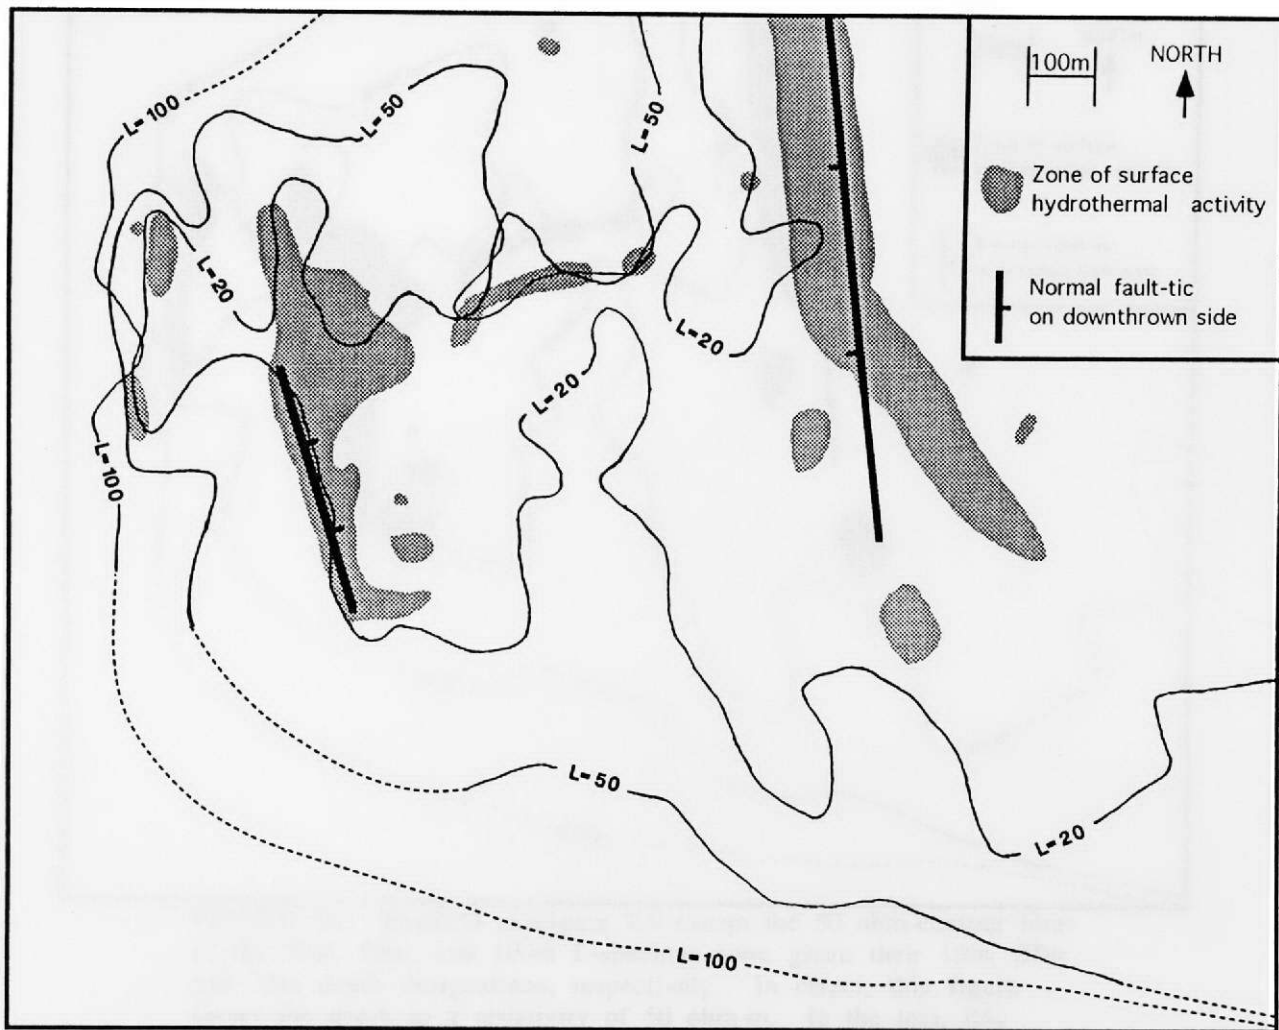 100m
NORTH
Zone of surface
hydrothermal activity
Normal fault-tic
on downthrown side
L=100
L=50
L=50
L=20
L=20
L=20
L=100
L=50
L=20
L=100